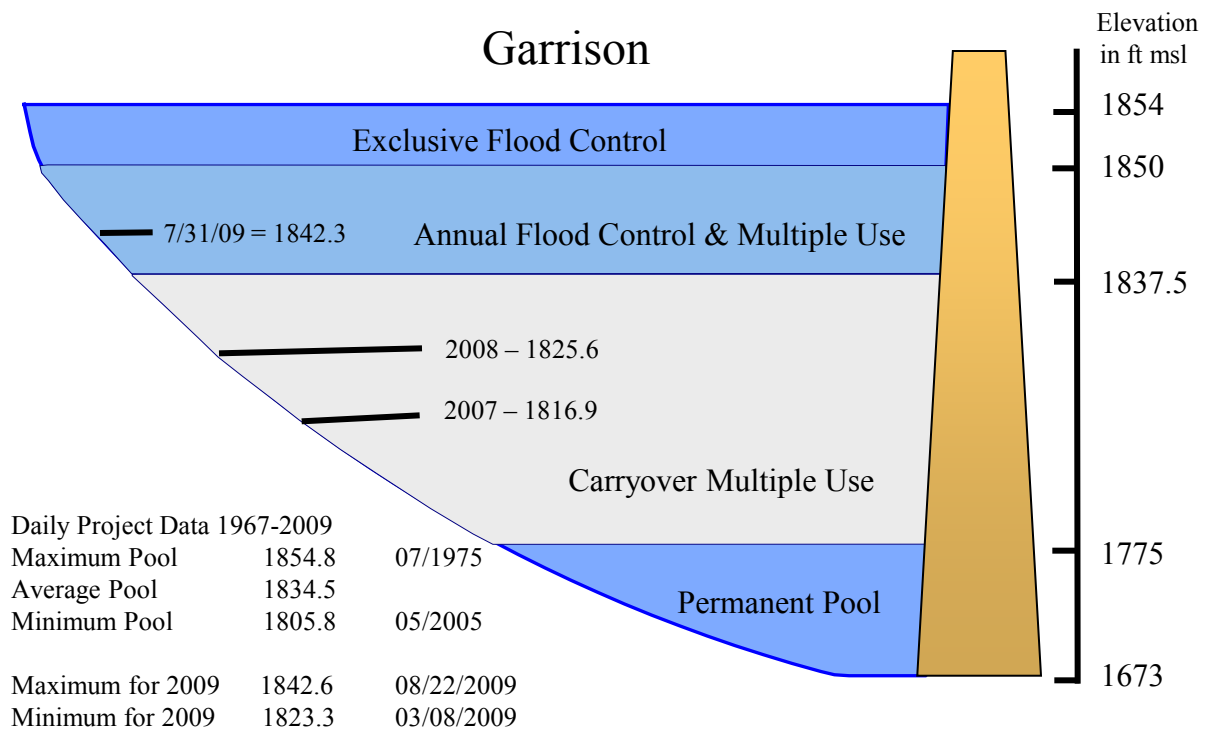 Garrison
Elevation
in ft msl
1854
Exclusive Flood Control
1850
7/31/09 = 1842.3
Annual Flood Control & Multiple Use
1837.5
2008 – 1825.6
2007 – 1816.9
Carryover Multiple Use
1775
Permanent Pool
1673
Daily Project Data 1967-2009
Maximum Pool 1854.8 07/1975
Average Pool 1834.5
Minimum Pool 1805.8 05/2005
Maximum for 2009 1842.6 08/22/2009
Minimum for 2009 1823.3 03/08/2009